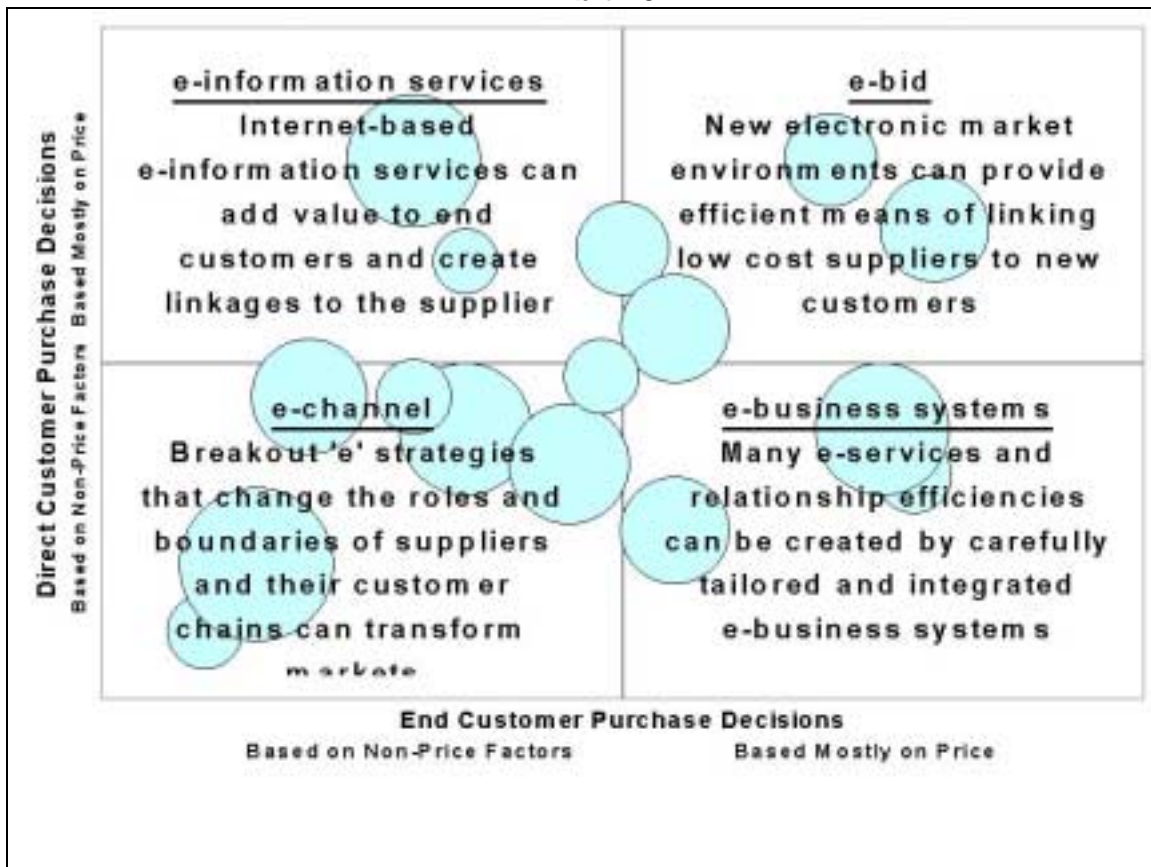 e-information services
Internet-based
e-information services can
add value to end
customers and create
linkages to the supplier
e-bid
New electronic market
environments can provide
efficient means of linking
low cost suppliers to new
customers
e-channel
Breakout 'e' strategies
that change the roles and
boundaries of suppliers
and their customer
chains can transform
markets
e-business systems
Many e-services and
relationship efficiencies
can be created by carefully
tailored and integrated
e-business systems
Direct Customer Purchase Decisions
Based on Non-Price Factors Based Mostly on Price
End Customer Purchase Decisions
Based on Non-Price Factors Based Mostly on Price